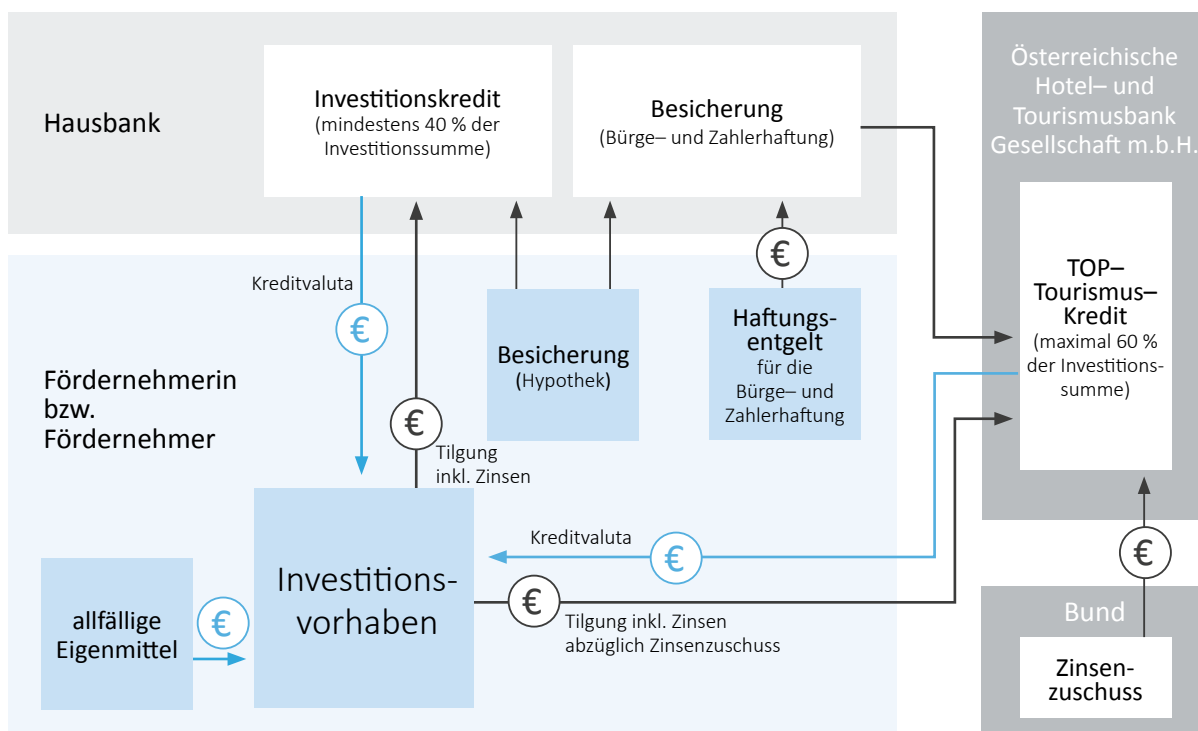 Hausbank
Investitionskredit
(mindestens 40 % der
Investitionssumme)
Besicherung
(Bürge– und Zahlerhaftung)
Österreichische
Hotel– und
Tourismusbank
Gesellschaft m.b.H.
TOP–
Tourismus–
Kredit
(maximal 60 %
der Investitions-
summe)
Kreditvaluta
€
€
€
Besicherung
(Hypothek)
Haftungs-
entgelt
für die
Bürge– und
Zahlerhaftung
Fördernehmerin
bzw.
Fördernehmer
Tilgung
inkl. Zinsen
Investitions-
vorhaben
allfällige
Eigenmittel
€
Kreditvaluta
€
€
Tilgung inkl. Zinsen
abzüglich Zinsenzuschuss
€
Bund
Zinsen-
zuschuss